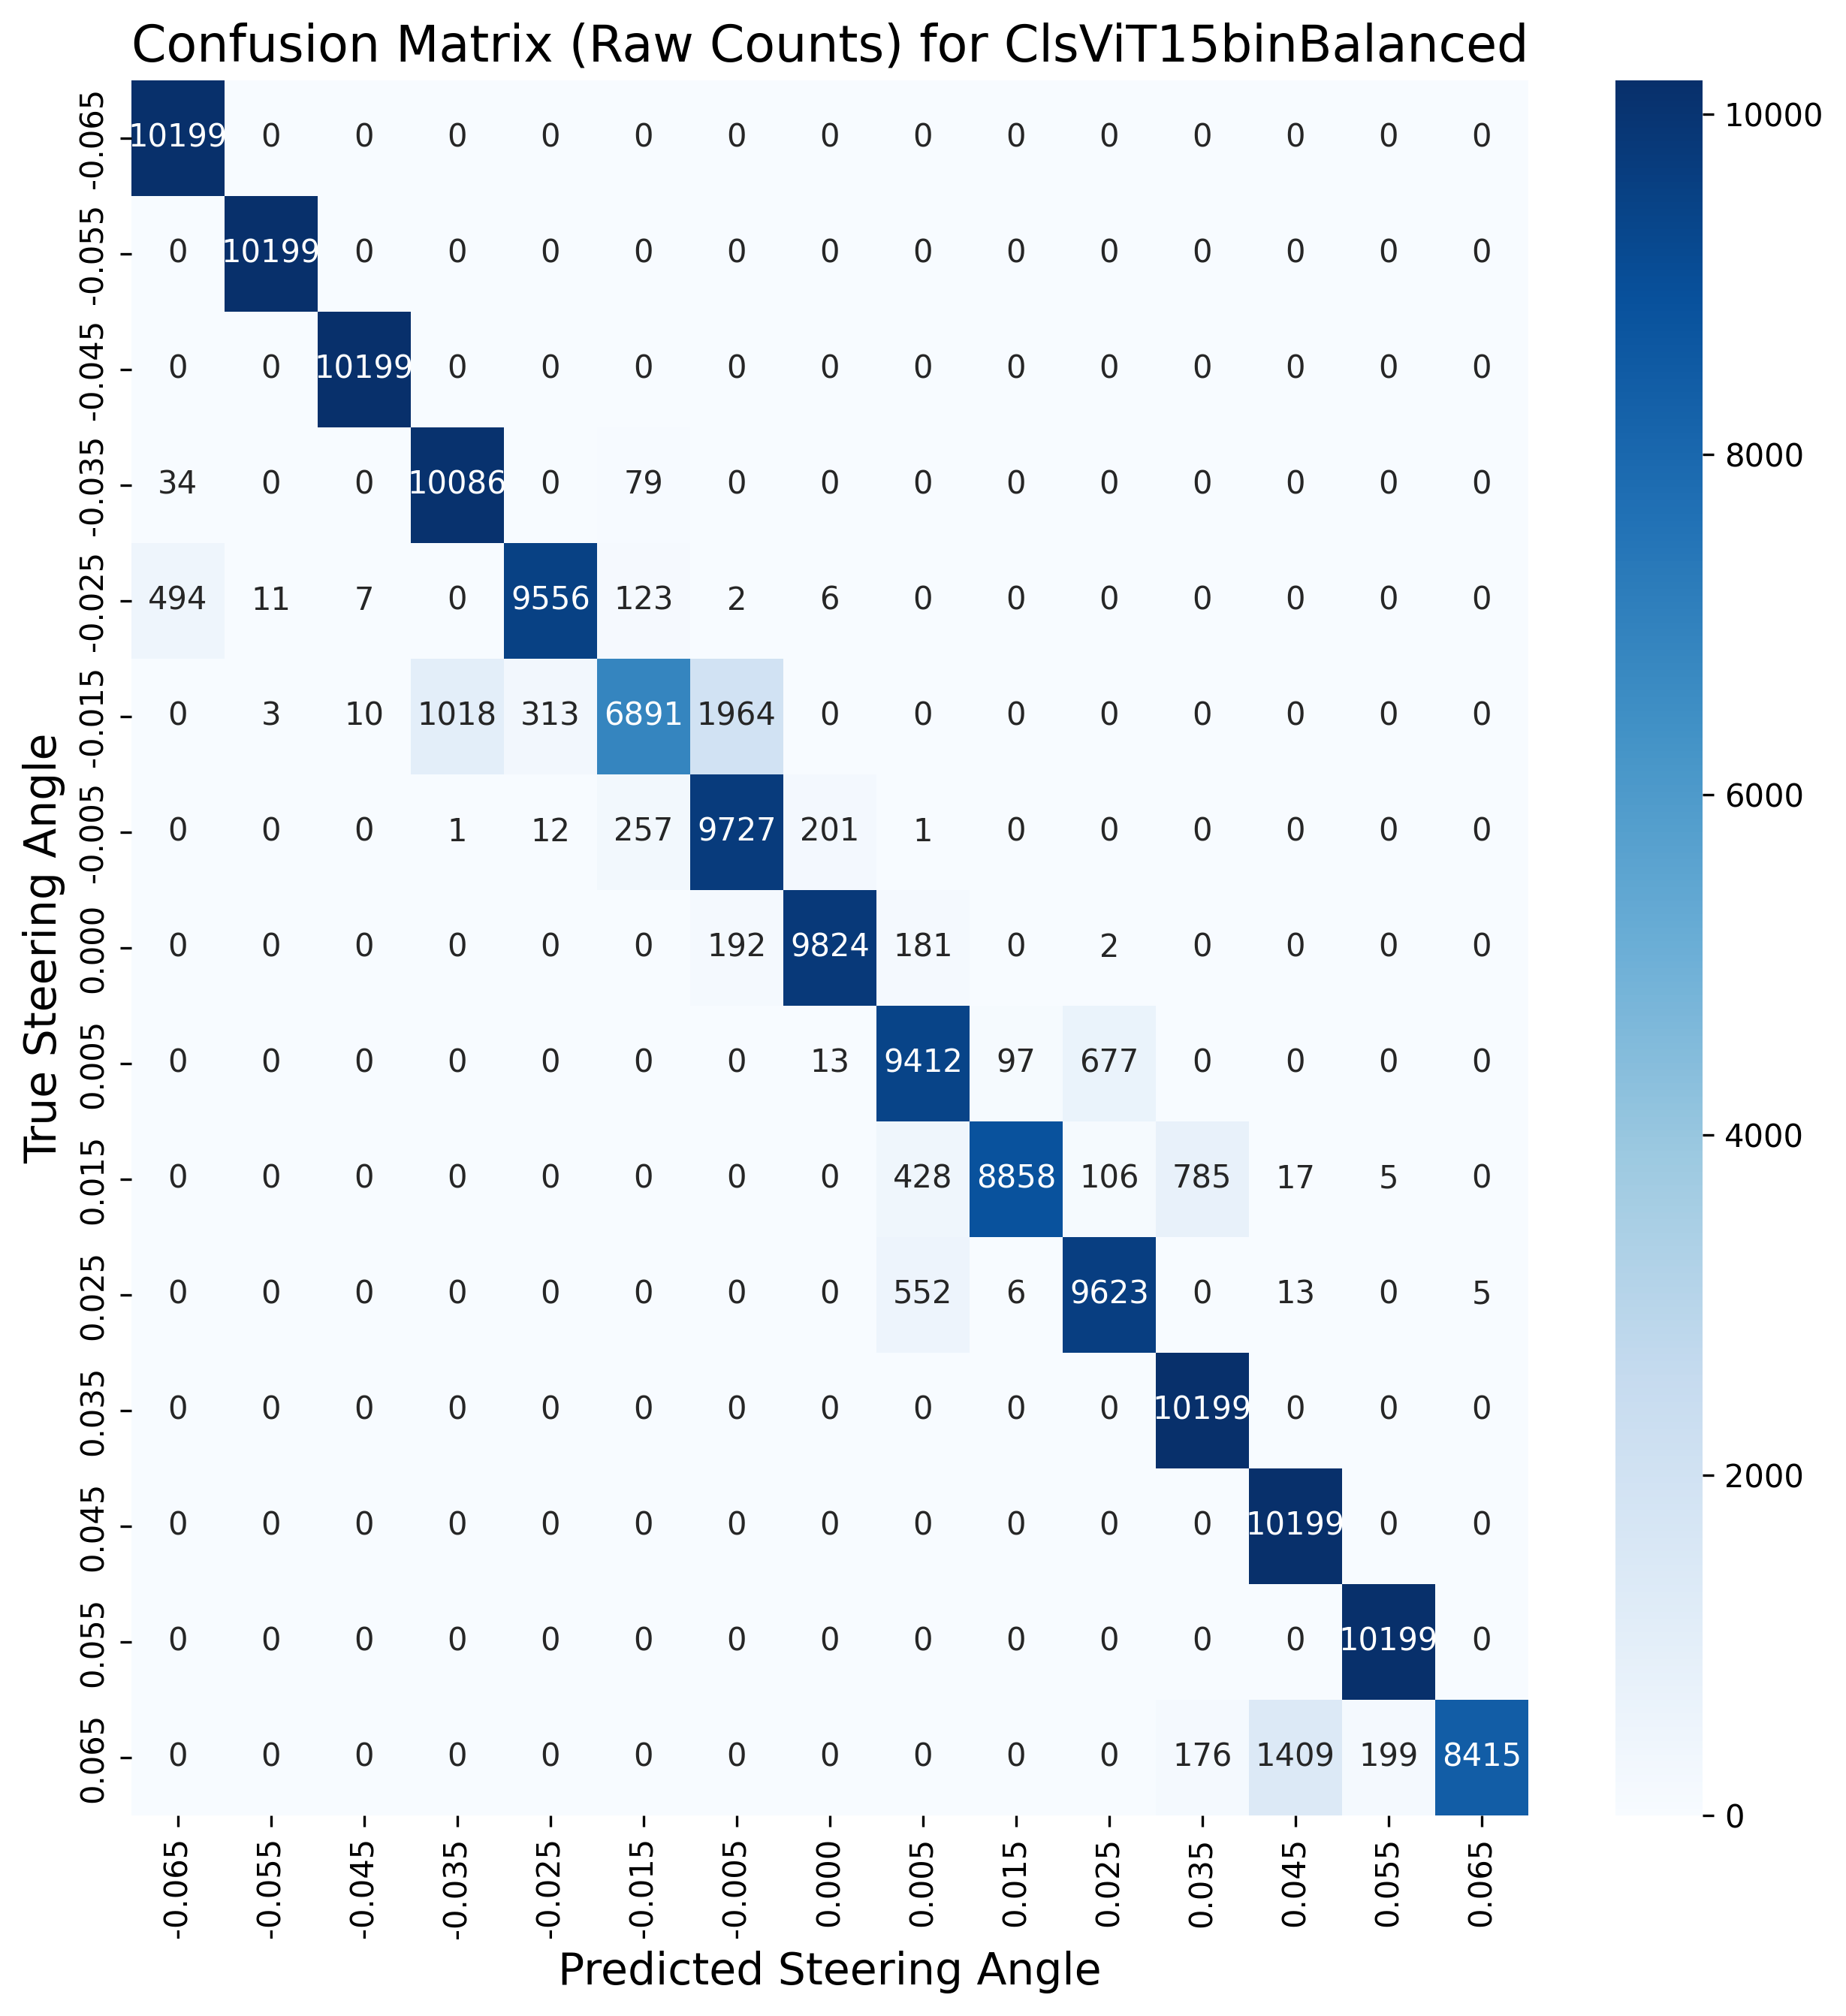 Confusion Matrix (Raw Counts) for ClsViT15binBalanced
True Steering Angle
-0.065 10199 0 0 0 0 0 0 0 0 0 0 0 0 0 0
-0.055 0 10199 0 0 0 0 0 0 0 0 0 0 0 0 0
-0.045 0 0 10199 0 0 0 0 0 0 0 0 0 0 0 0
-0.035 34 0 0 10086 0 79 0 0 0 0 0 0 0 0 0
-0.025 494 11 7 0 9556 123 2 6 0 0 0 0 0 0 0
-0.015 0 3 10 1018 313 6891 1964 0 0 0 0 0 0 0 0
-0.005 0 0 0 1 12 257 9727 201 1 0 0 0 0 0 0
0.000 0 0 0 0 0 0 192 9824 181 0 2 0 0 0 0
0.005 0 0 0 0 0 0 0 13 9412 97 677 0 0 0 0
0.015 0 0 0 0 0 0 0 0 428 8858 106 785 17 5 0
0.025 0 0 0 0 0 0 0 0 552 6 9623 0 13 0 5
0.035 0 0 0 0 0 0 0 0 0 0 0 10199 0 0 0
0.045 0 0 0 0 0 0 0 0 0 0 0 0 10199 0 0
0.055 0 0 0 0 0 0 0 0 0 0 0 0 0 10199 0
0.065 0 0 0 0 0 0 0 0 0 0 0 176 1409 199 8415
-0.065 -0.055 -0.045 -0.035 -0.025 -0.015 -0.005 0.000 0.005 0.015 0.025 0.035 0.045 0.055 0.065
Predicted Steering Angle
10000
8000
6000
4000
2000
0